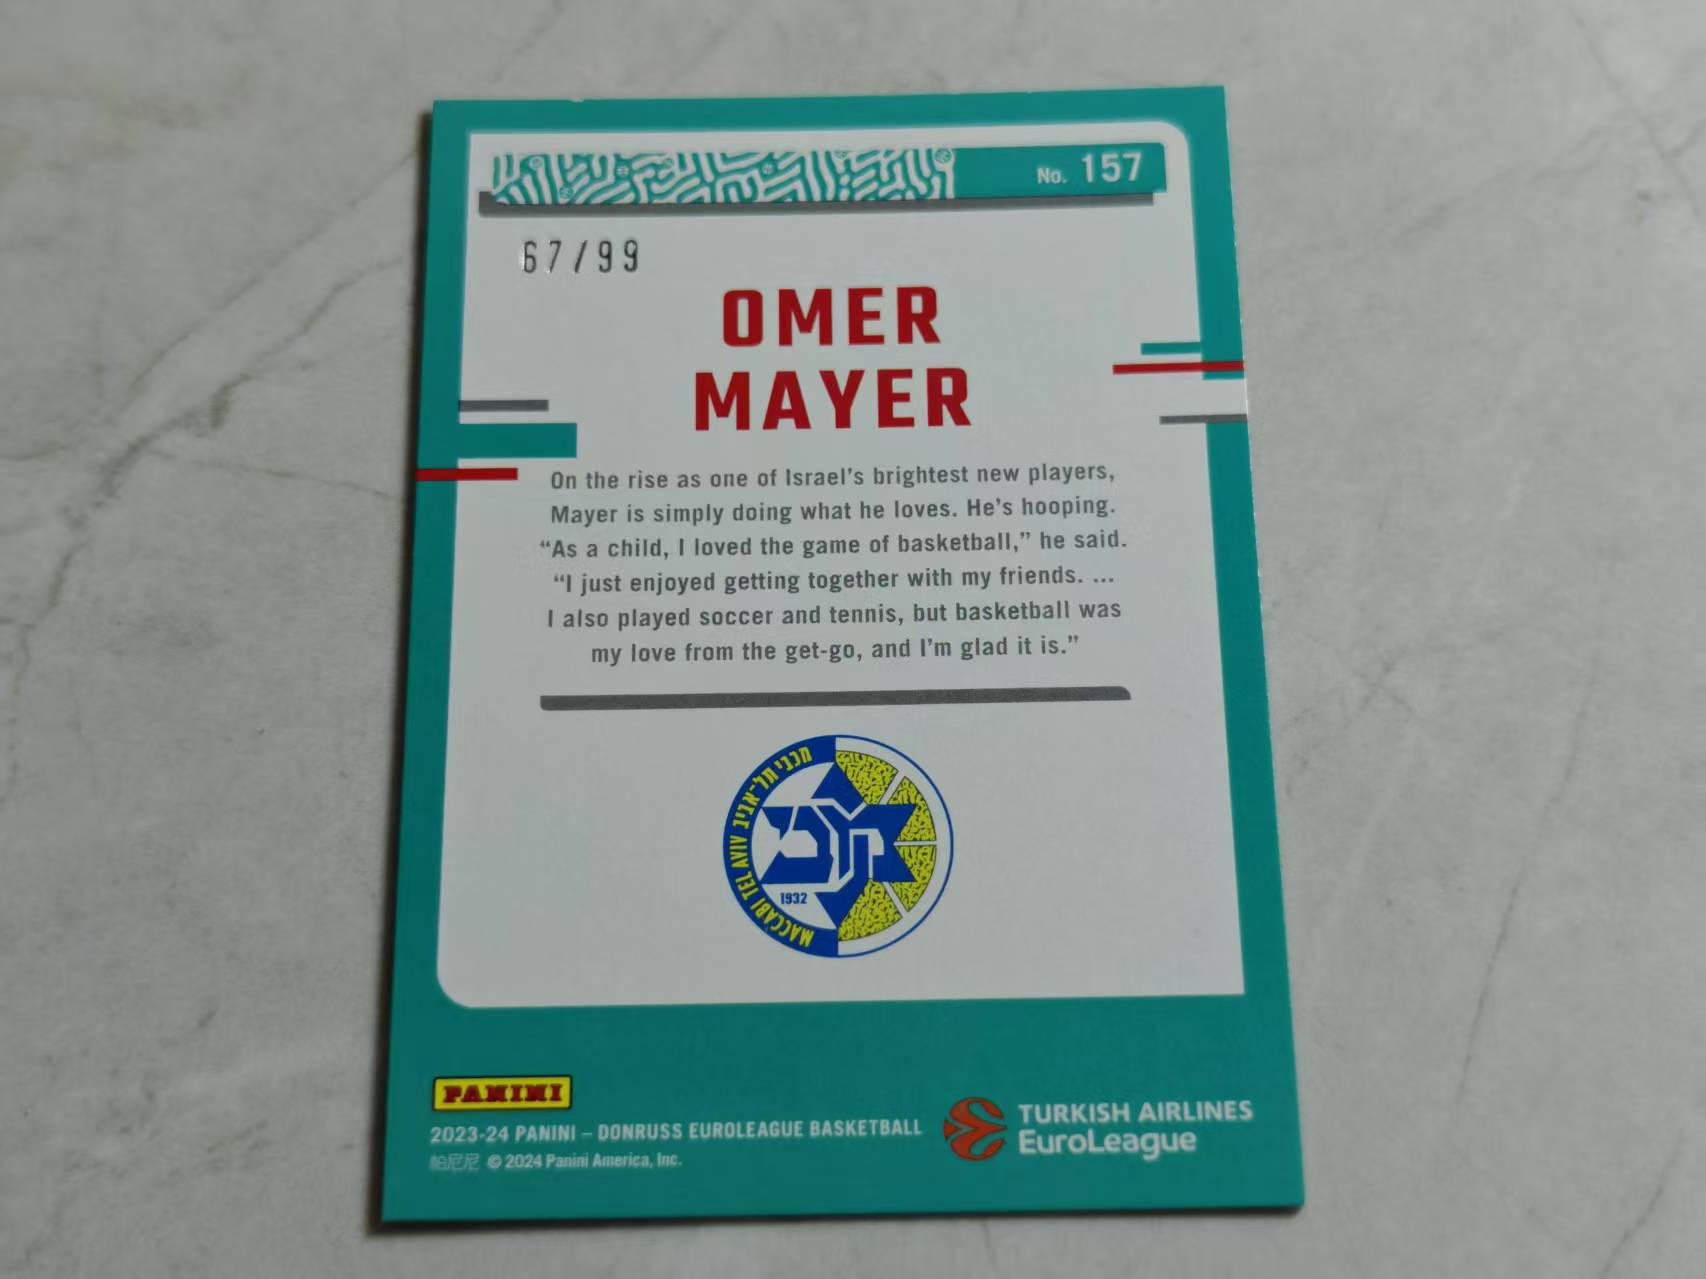 No. 157
67/99
OMER
MAYER
On the rise as one of Israel's brightest new players,
Mayer is simply doing what he loves. He's hooping.
“As a child, I loved the game of basketball,” he said.
“I just enjoyed getting together with my friends. ...
I also played soccer and tennis, but basketball was
my love from the get-go, and I'm glad it is.”
מכבי תל-אביב
MACCABI TEL AVIV
1932
PANINI
2023-24 PANINI – DONRUSS EUROLEAGUE BASKETBALL
帕尼尼 © 2024 Panini America, Inc.
TURKISH AIRLINES
EuroLeague